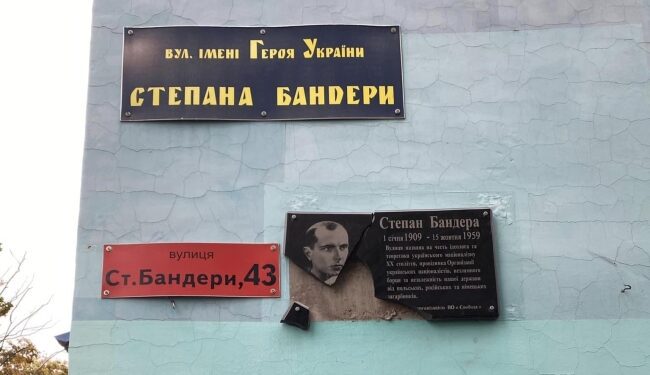 вул. імені Героя України
Степана Бандери
вулиця
Ст.Бандери,43
Степан Бандера
1 січня 1909 - 15 жовтня 1959
Вулиця названа на честь ідеолога та
теоретика українського націоналізму
ХХ століття, провідника Організації
українських націоналістів, незламного
борця за незалежність нашої держави
від польських, російських та німецьких
загарбників.
ВО « Свобода »